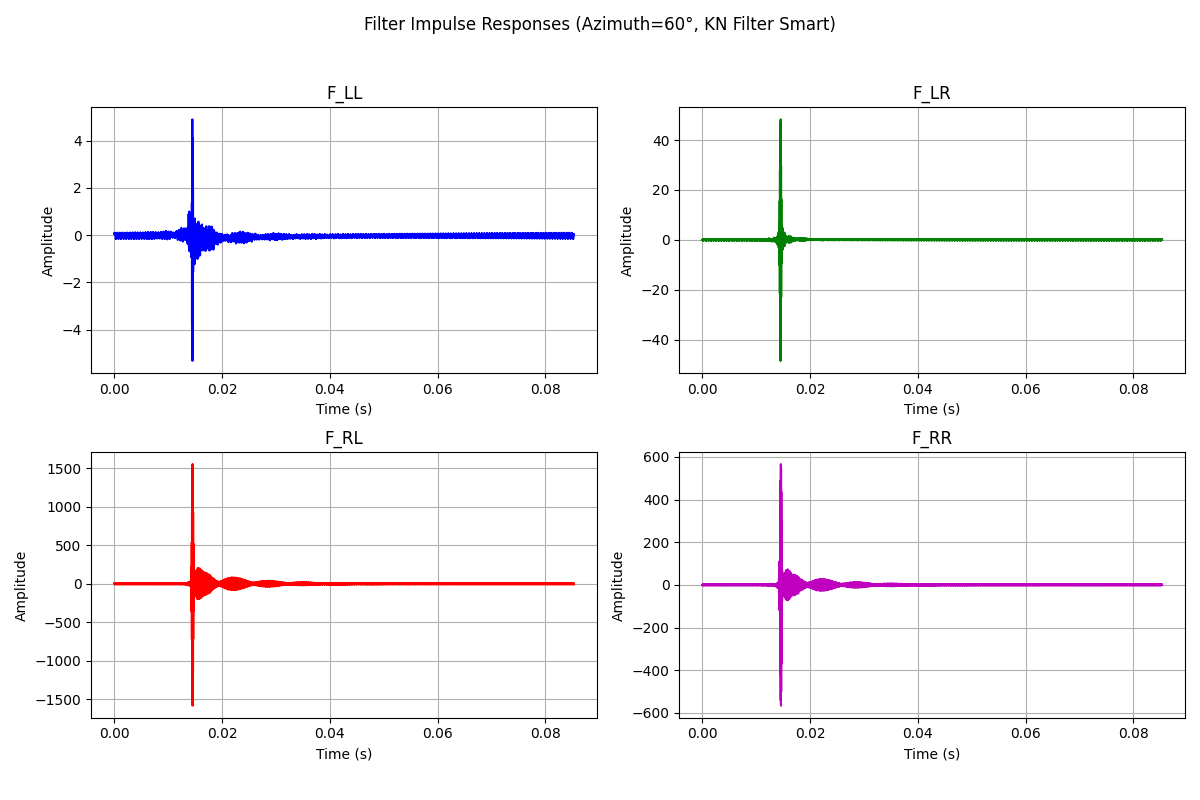 Filter Impulse Responses (Azimuth=60°, KN Filter Smart)
F_LL
Amplitude
4
2
0
−2
−4
0.00 0.02 0.04 0.06 0.08
Time (s)
F_LR
Amplitude
40
20
0
−20
−40
0.00 0.02 0.04 0.06 0.08
Time (s)
F_RL
Amplitude
1500
1000
500
0
−500
−1000
−1500
0.00 0.02 0.04 0.06 0.08
Time (s)
F_RR
Amplitude
600
400
200
0
−200
−400
−600
0.00 0.02 0.04 0.06 0.08
Time (s)